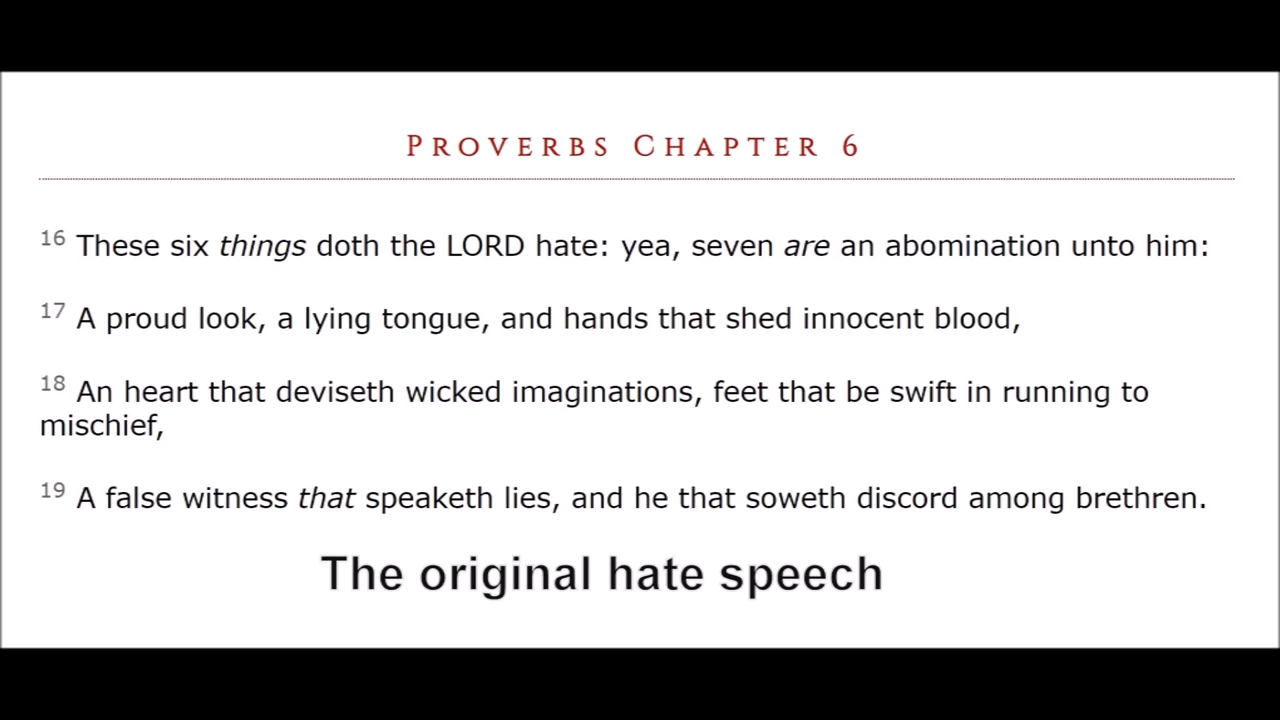 PROVERBS CHAPTER 6
16 These six things doth the LORD hate: yea, seven are an abomination unto him:
17 A proud look, a lying tongue, and hands that shed innocent blood,
18 An heart that deviseth wicked imaginations, feet that be swift in running to
mischief,
19 A false witness that speaketh lies, and he that soweth discord among brethren.
The original hate speech